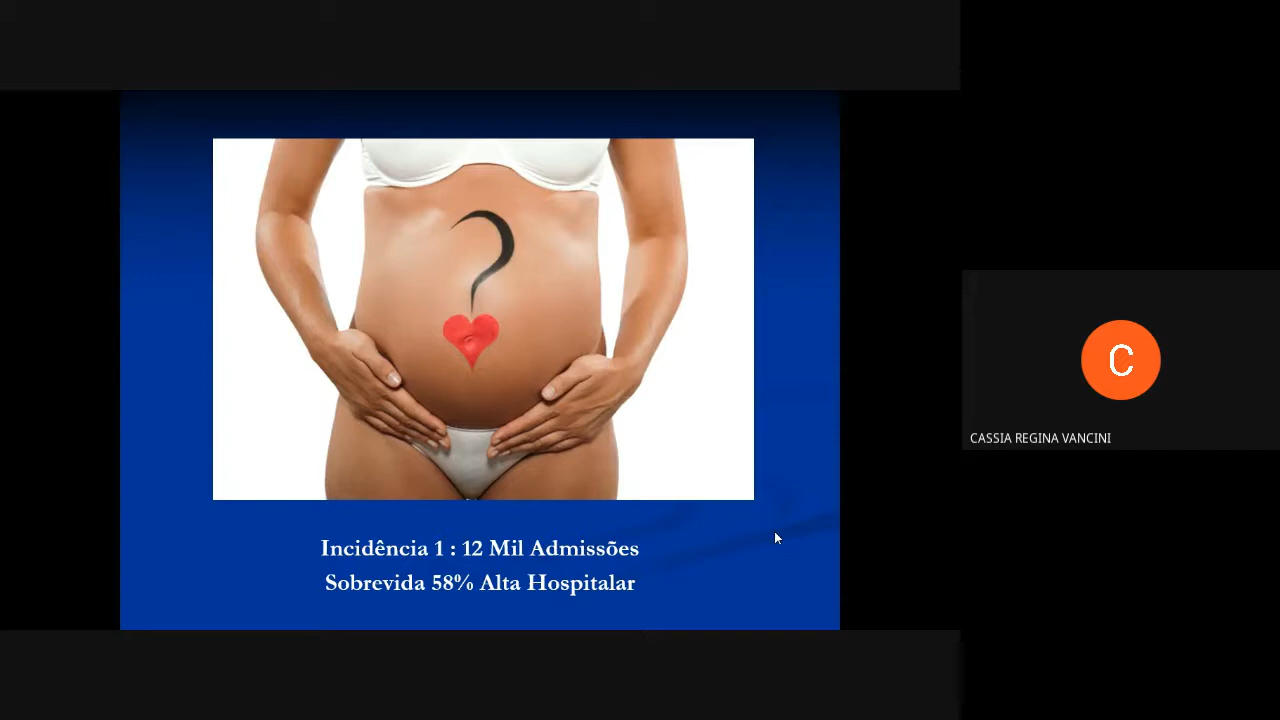 Incidência 1 : 12 Mil Admissões
Sobrevida 58% Alta Hospitalar
C
CASSIA REGINA VANCINI